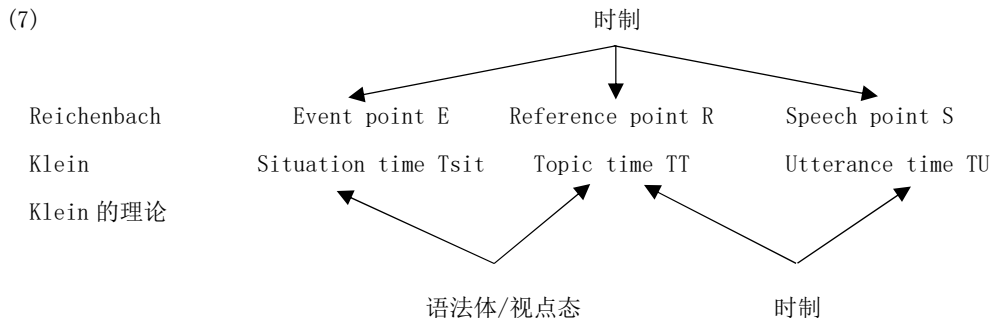 (7) 时制
Reichenbach Event point E Reference point R Speech point S
Klein Situation time Tsit Topic time TT Utterance time TU
Klein 的理论
语法体/视点态 时制